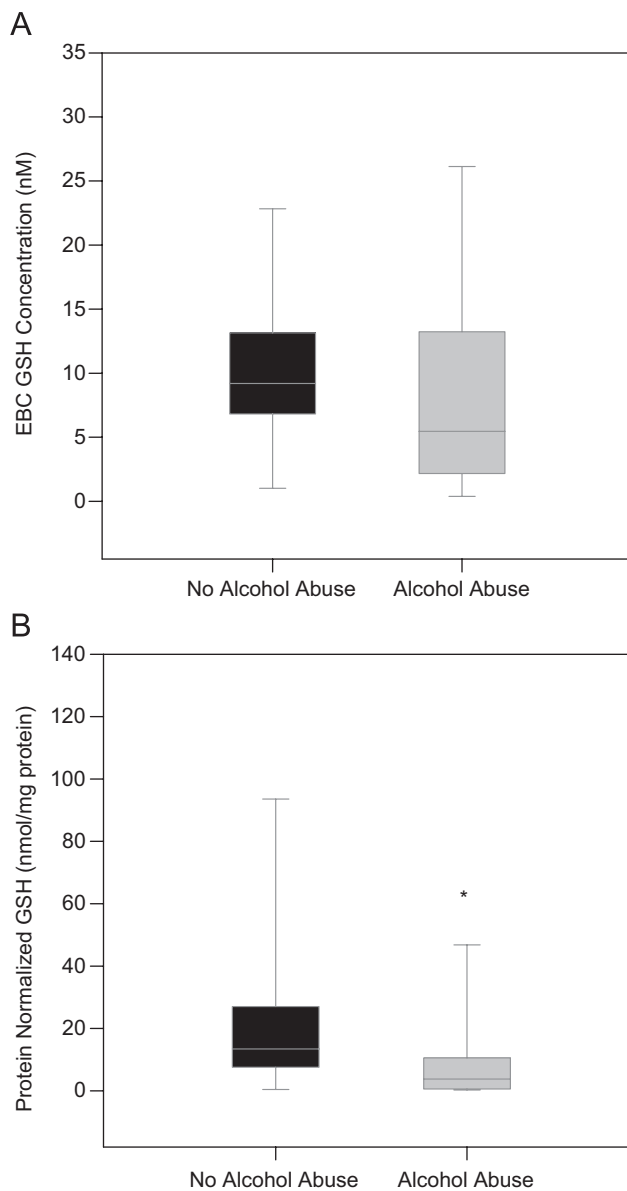 A
35
30
25
20
15
10
5
0
EBC GSH Concentration (nM)
No Alcohol Abuse Alcohol Abuse
B
140
120
100
80
60
40
20
0
Protein Normalized GSH (nmol/mg protein)
*
No Alcohol Abuse Alcohol Abuse